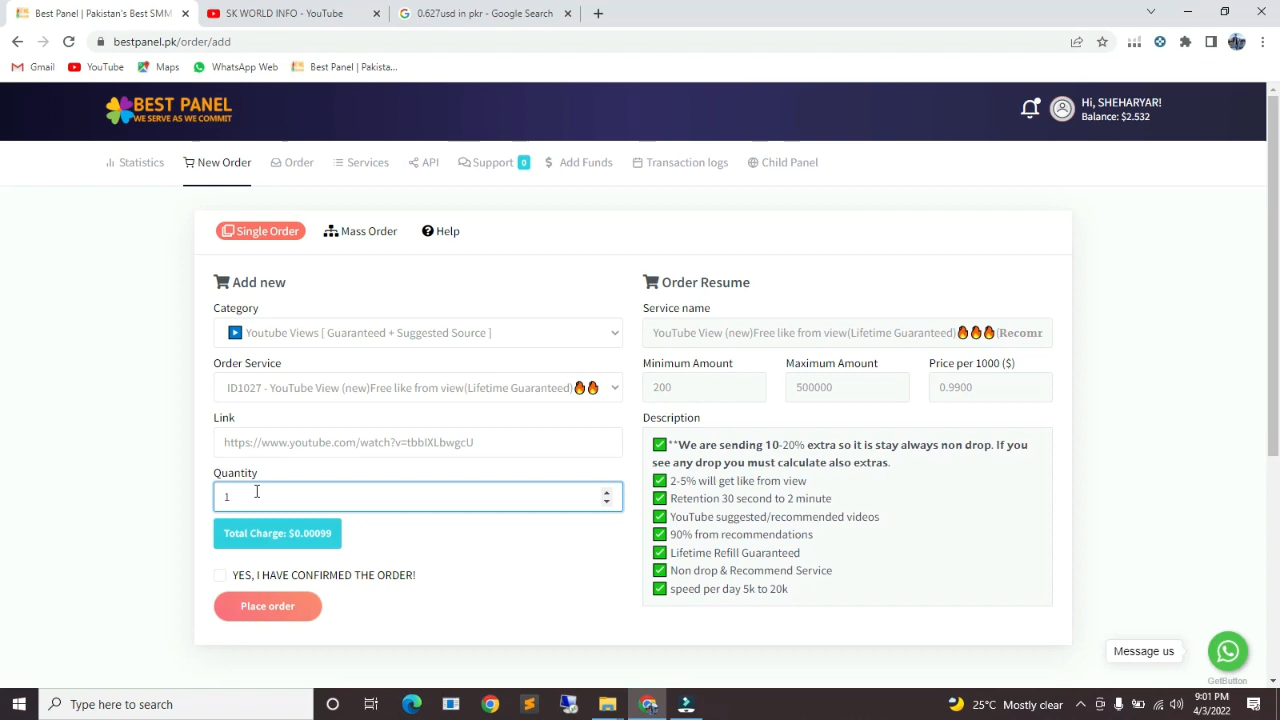 Best Panel | Pakistan's Best SMM
SK WORLD INFO - YouTube
0.627usd in pkr - Google Search
bestpanel.pk/order/add
Gmail
YouTube
Maps
WhatsApp Web
Best Panel | Pakista...
BEST PANEL
WE SERVE AS WE COMMIT
Hi, SHEHARYAR!
Balance: $2.532
Statistics
New Order
Order
Services
API
Support 0
Add Funds
Transaction logs
Child Panel
Single Order
Mass Order
Help
Add new
Category
Youtube Views [ Guaranteed + Suggested Source ]
Order Service
ID1027 - YouTube View (new)Free like from view(Lifetime Guaranteed)🔥🔥
Link
https://www.youtube.com/watch?v=tbbIXLbwgcU
Quantity
1
Total Charge: $0.00099
YES, I HAVE CONFIRMED THE ORDER!
Place order
Order Resume
Service name
YouTube View (new)Free like from view(Lifetime Guaranteed)🔥🔥🔥(Recomr
Minimum Amount
Maximum Amount
Price per 1000 ($)
200
500000
0.9900
Description
✅**We are sending 10-20% extra so it is stay always non drop. If you
see any drop you must calculate also extras.
✅ 2-5% will get like from view
✅ Retention 30 second to 2 minute
✅ YouTube suggested/recommended videos
✅ 90% from recommendations
✅ Lifetime Refill Guaranteed
✅ Non drop & Recommend Service
✅ speed per day 5k to 20k
Message us
GetButton
Type here to search
25°C Mostly clear
9:01 PM
4/3/2022